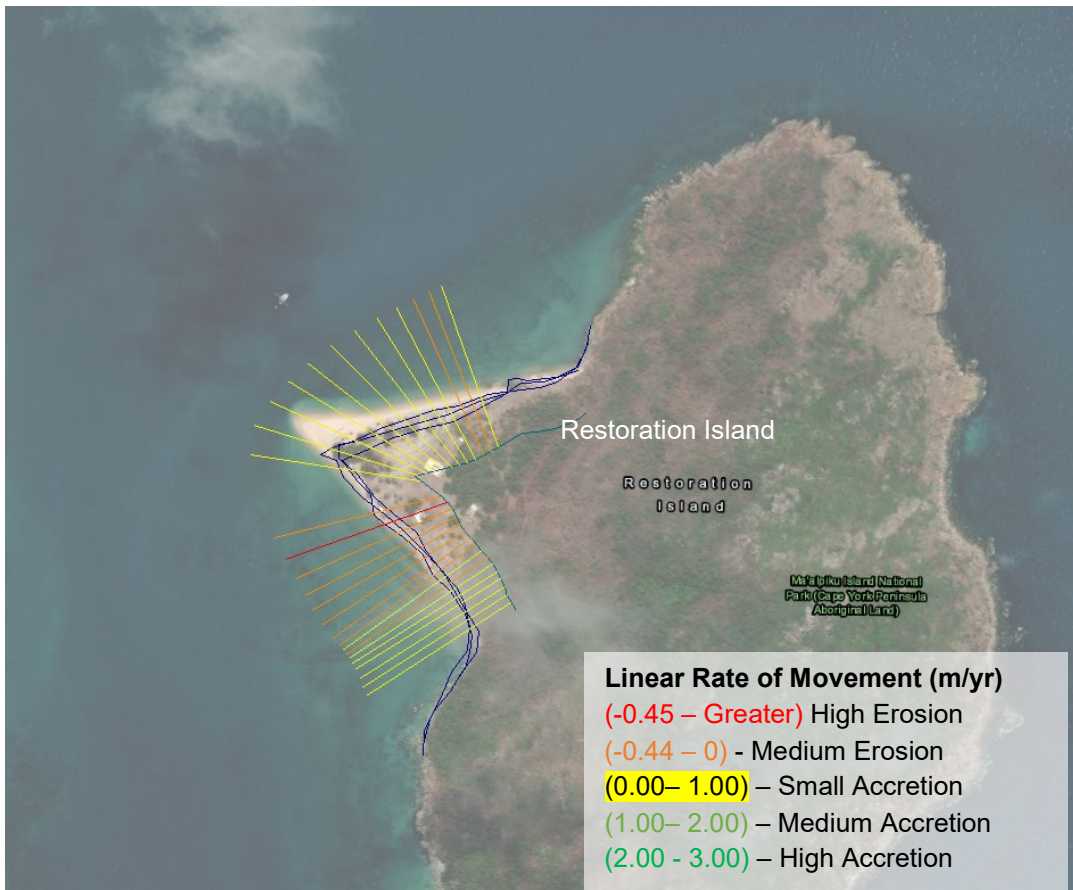 Restoration Island
Restoration
Island
Ma'alpiku Island National
Park (Cape York Peninsula
Aboriginal Land)
Linear Rate of Movement (m/yr)
(-0.45 – Greater) High Erosion
(-0.44 – 0) - Medium Erosion
(0.00– 1.00) – Small Accretion
(1.00– 2.00) – Medium Accretion
(2.00 - 3.00) – High Accretion